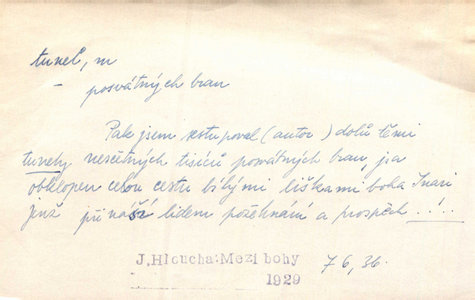 tunel, m
– posvátných bran
Pak jsem sestupoval (autor) dolů těmi
tunely nesčetných tisíců posvátných bran, jsa
obklopen celou cestu bílými liškami boha Inari
jenž přináší lidem požehnání a prospěch . . .
J.Hloucha:Mezi bohy
1929
7 6, 36.